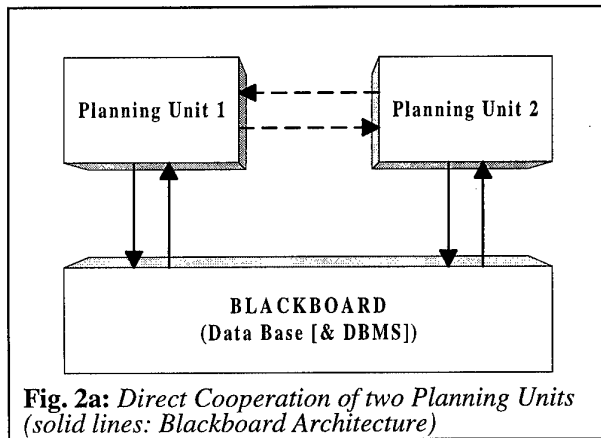 Planning Unit 1
Planning Unit 2
BLACKBOARD
(Data Base [& DBMS])
Fig. 2a: Direct Cooperation of two Planning Units
(solid lines: Blackboard Architecture)